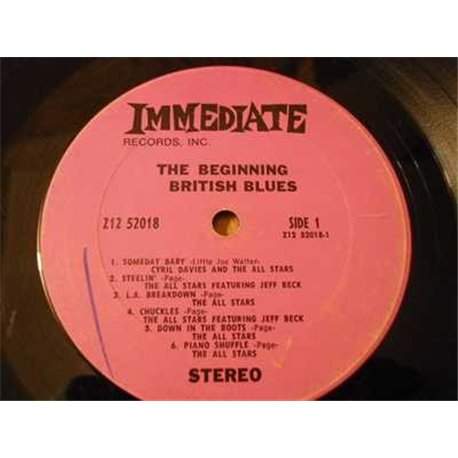 IMMEDIATE
RECORDS, INC.
THE BEGINNING
BRITISH BLUES
Z12 52018
SIDE 1
Z12 52018-1
1. SOMEDAY BABY -Little Joe Walter-
CYRIL DAVIES AND THE ALL STARS
2. STEELIN' -Page-
THE ALL STARS FEATURING JEFF BECK
3. L.A. BREAKDOWN -Page-
THE ALL STARS
4. CHUCKLES -Page-
THE ALL STARS FEATURING JEFF BECK
5. DOWN IN THE BOOTS -Page-
THE ALL STARS
6. PIANO SHUFFLE -Page-
THE ALL STARS
STEREO